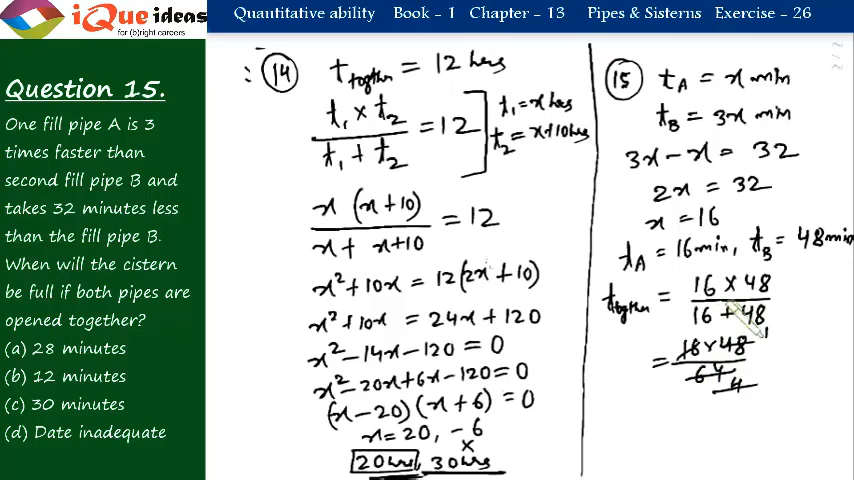 iQue ideas
for (b)right careers
Quantitative ability Book - 1 Chapter - 13 Pipes & Sisterns Exercise - 26
Question 15.
One fill pipe A is 3
times faster than
second fill pipe B and
takes 32 minutes less
than the fill pipe B.
When will the cistern
be full if both pipes are
opened together?
(a) 28 minutes
(b) 12 minutes
(c) 30 minutes
(d) Date inadequate
∴ (14) t together = 12 hrs
t₁ × t₂ / t₁ + t₂ = 12 ] t₁ = x hrs
t₂ = x+10 hrs
x (x+10) / x + x+10 = 12
x² + 10x = 12(2x + 10)
x² + 10x = 24x + 120
x² - 14x - 120 = 0
x² - 20x + 6x - 120 = 0
(x - 20) (x + 6) = 0
x = 20, - 6
×
20 hrs, 30 hrs
(15) tA = x min
tB = 3x min
3x - x = 32
2x = 32
x = 16
tA = 16 min, tB = 48 min
t together = 16 × 48 / 16 + 48
= 16 × 48 / 64
1
4